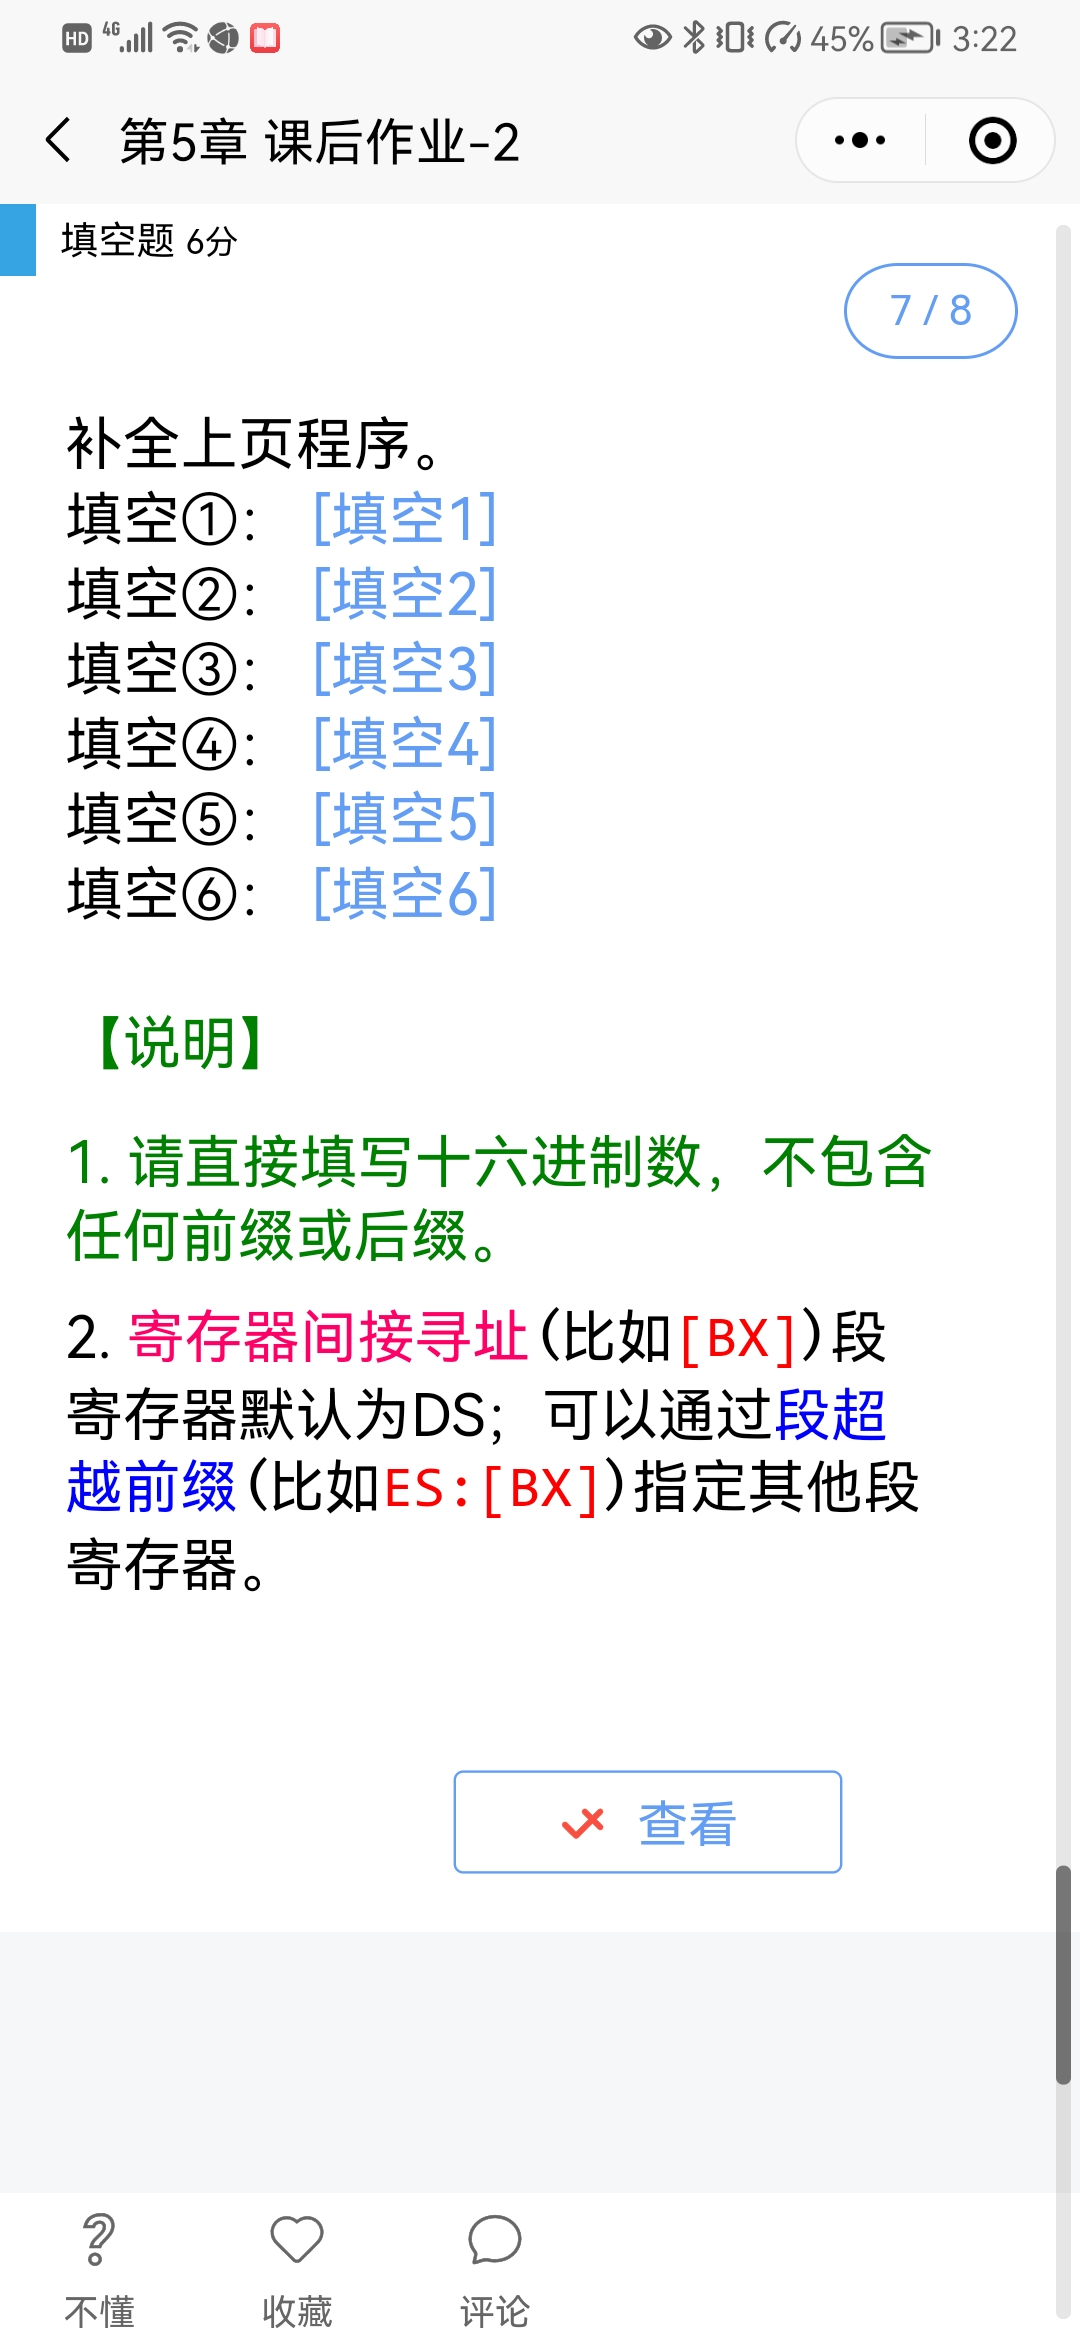 HD 4G 45% 3:22
第5章 课后作业-2
填空题 6分
7 / 8
补全上页程序。
填空①: [填空1]
填空②: [填空2]
填空③: [填空3]
填空④: [填空4]
填空⑤: [填空5]
填空⑥: [填空6]
【说明】
1. 请直接填写十六进制数，不包含
任何前缀或后缀。
2. 寄存器间接寻址(比如[BX])段
寄存器默认为DS；可以通过段超
越前缀(比如ES:[BX])指定其他段
寄存器。
查看
不懂 收藏 评论